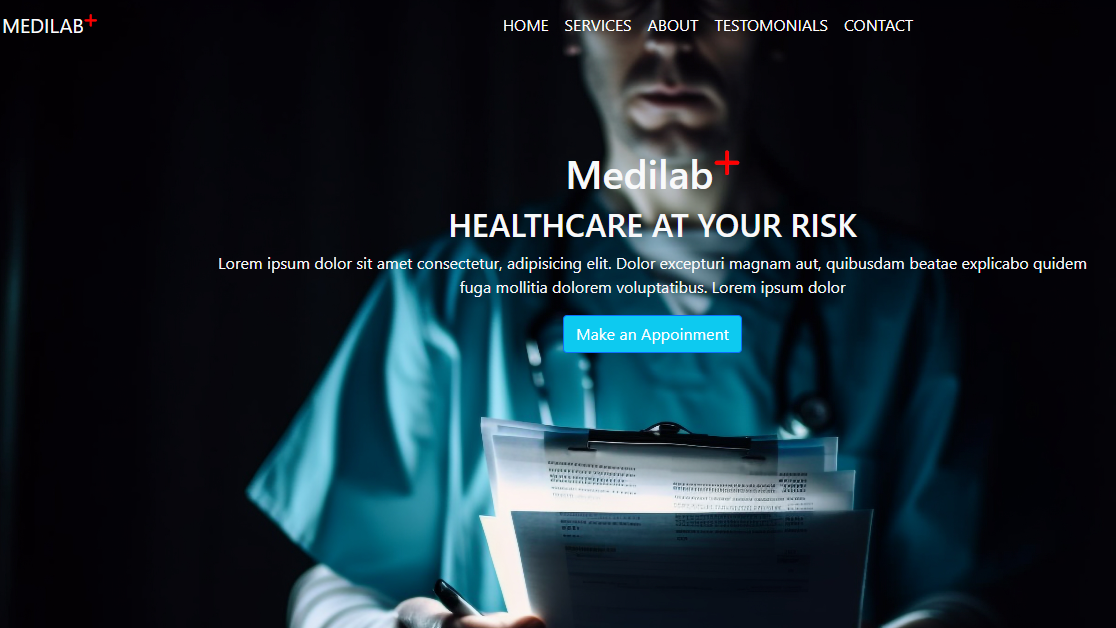 MEDILAB+
HOME SERVICES ABOUT TESTOMONIALS CONTACT
Medilab+
HEALTHCARE AT YOUR RISK
Lorem ipsum dolor sit amet consectetur, adipisicing elit. Dolor excepturi magnam aut, quibusdam beatae explicabo quidem
fuga mollitia dolorem voluptatibus. Lorem ipsum dolor
Make an Appoinment